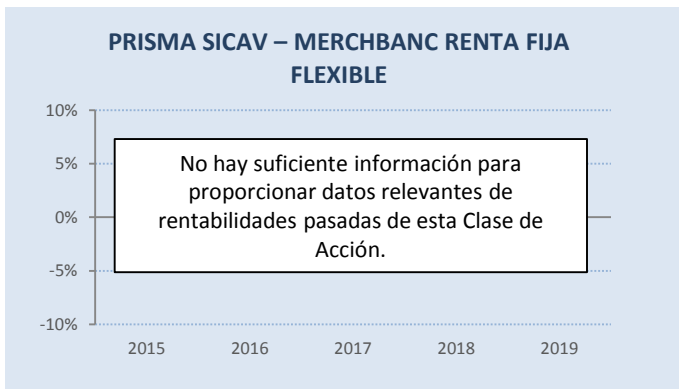 PRISMA SICAV – MERCHBANC RENTA FIJA
FLEXIBLE
10%
5%
0%
-5%
-10%
No hay suficiente información para
proporcionar datos relevantes de
rentabilidades pasadas de esta Clase de
Acción.
2015 2016 2017 2018 2019